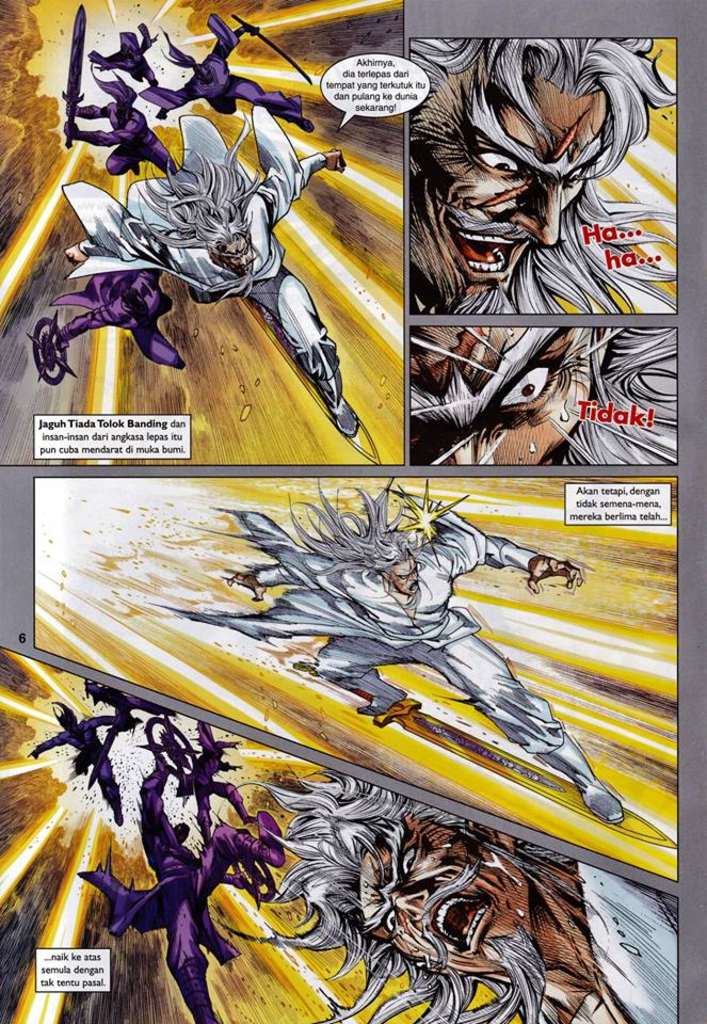 Akhirnya,
dia terlepas dari
tempat yang terkutuk itu
dan pulang ke dunia
sekarang!
Ha...
ha...
Tidak!
Jaguh Tiada Tolok Banding dan
insan-insan dari angkasa lepas itu
pun cuba mendarat di muka bumi.
Akan tetapi, dengan
tidak semena-mena,
mereka berlima telah...
6
...naik ke atas
semula dengan
tak tentu pasal.